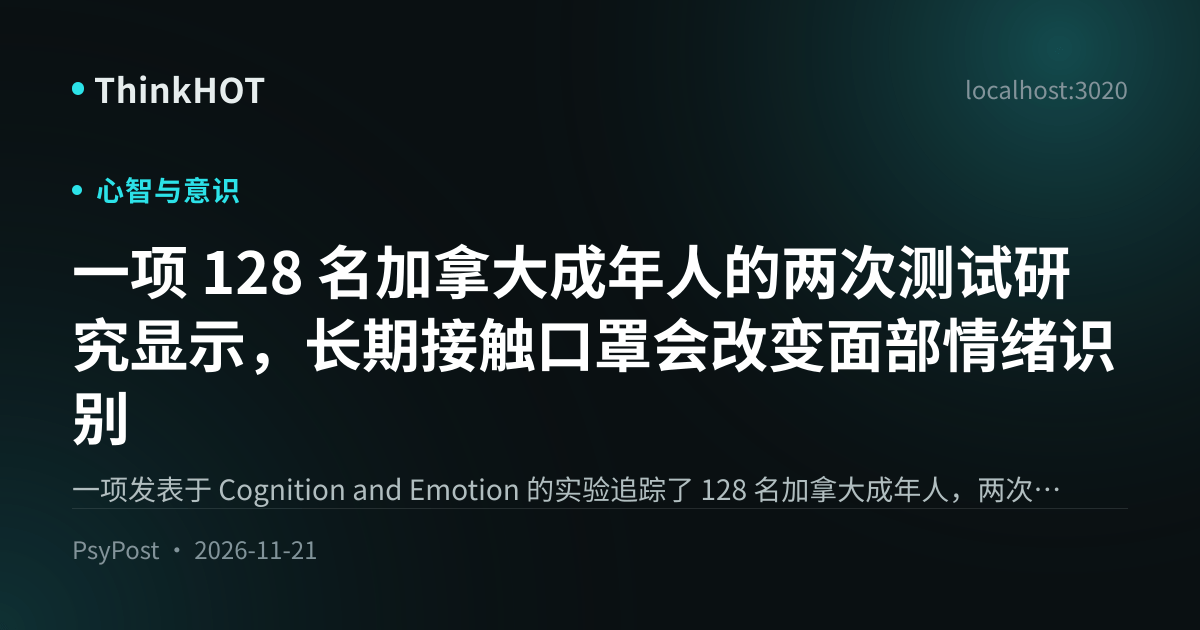 ThinkHOT
localhost:3020
心智与意识
一项 128 名加拿大成年人的两次测试研
究显示，长期接触口罩会改变面部情绪识
别
一项发表于 Cognition and Emotion 的实验追踪了 128 名加拿大成年人，两次…
PsyPost • 2026-11-21